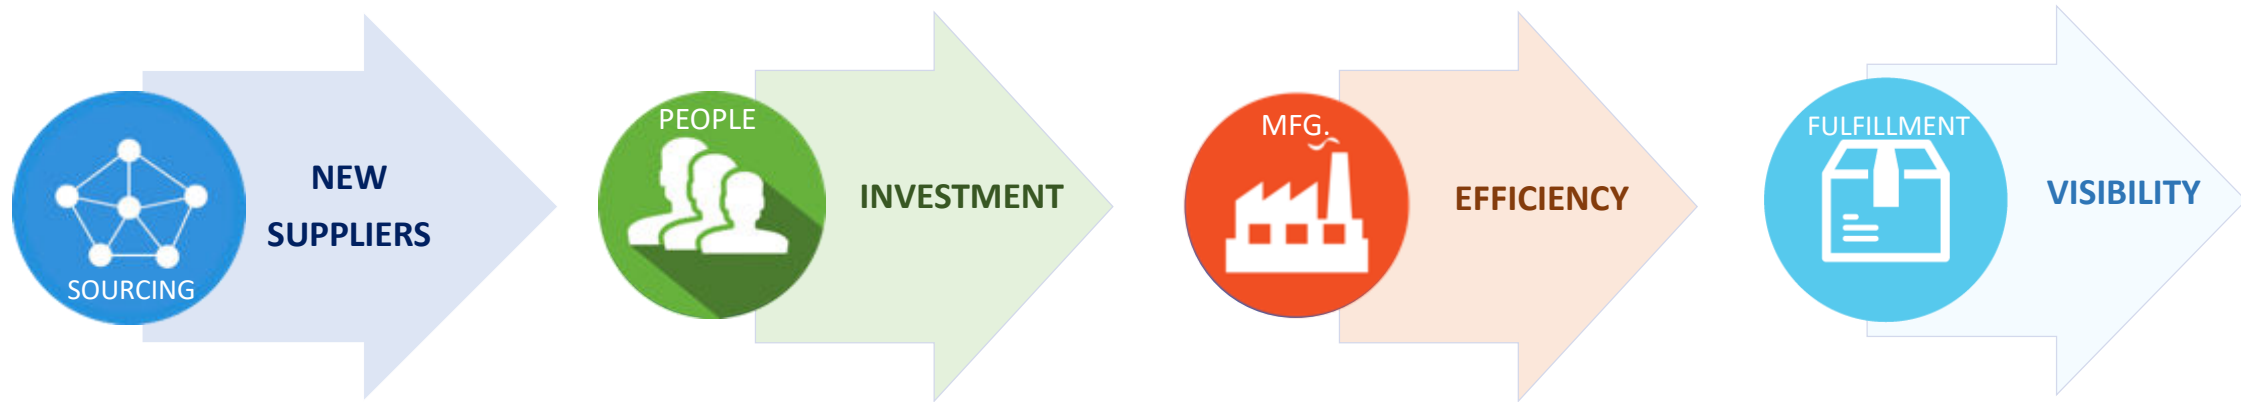 SOURCING
NEW
SUPPLIERS
PEOPLE
INVESTMENT
MFG.
EFFICIENCY
FULFILLMENT
VISIBILITY